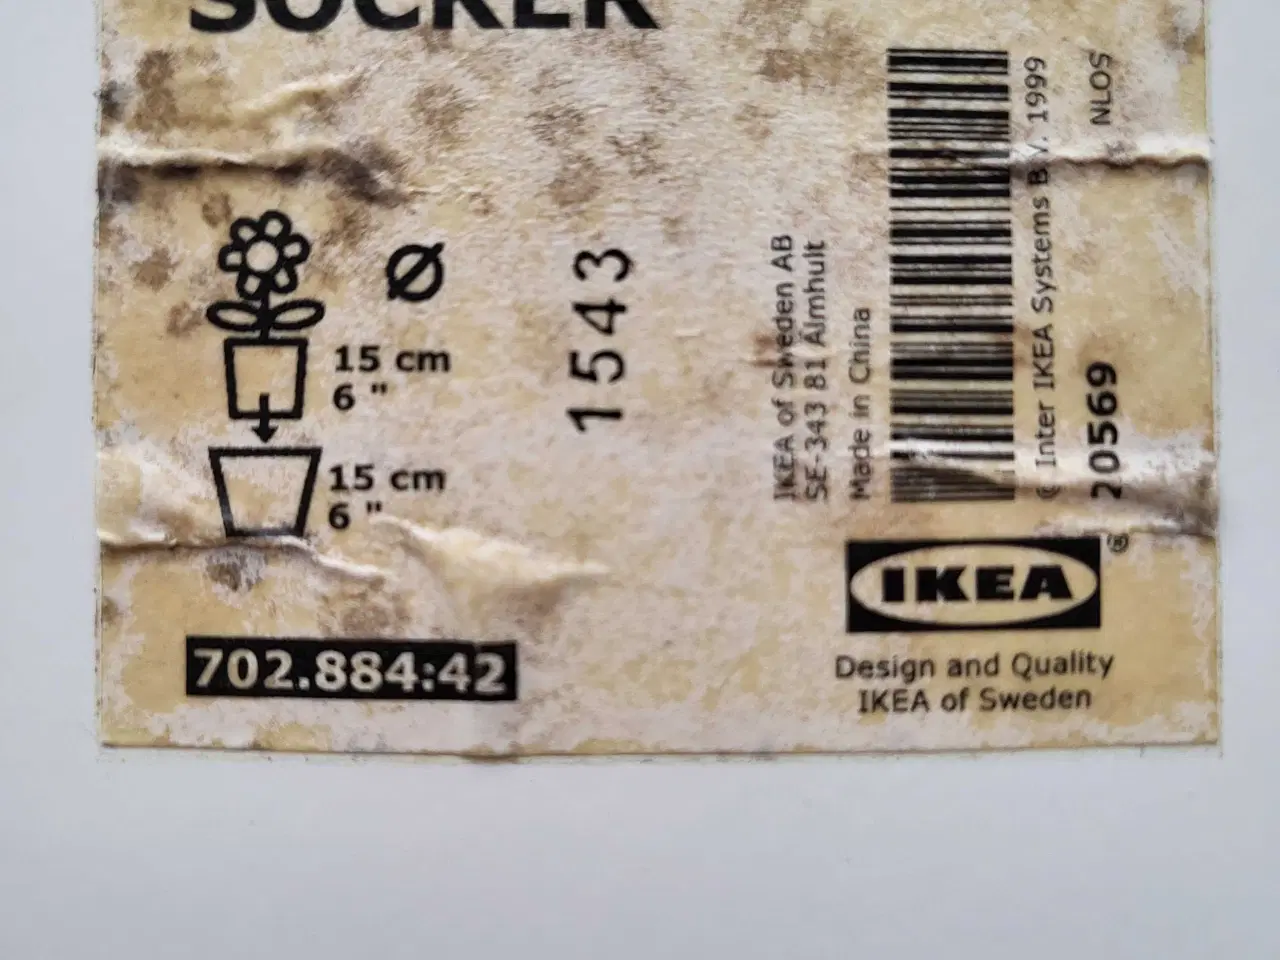 SOCKER
Ø
15 cm
6 "
15 cm
6 "
702.884:42
1543
IKEA of Sweden AB
SE-343 81 Älmhult
Made in China
© Inter IKEA Systems B.V. 1999
20569
NLOS
IKEA®
Design and Quality
IKEA of Sweden